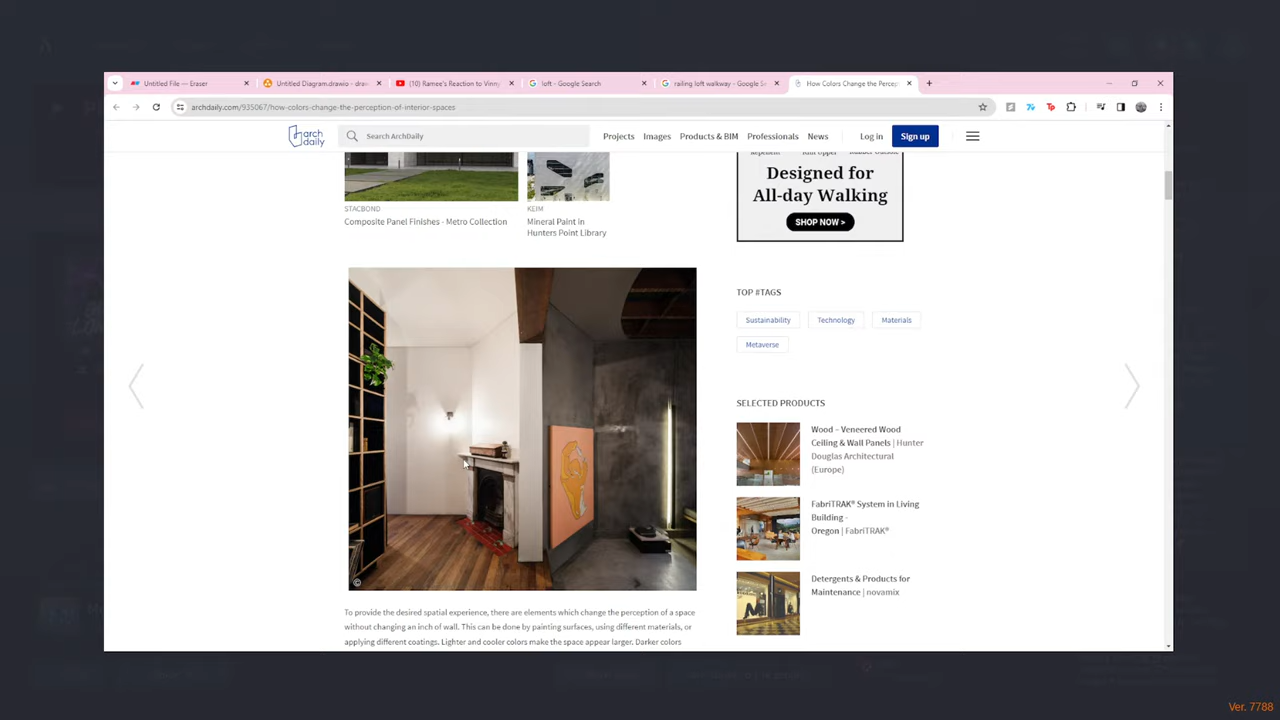 Untitled File — Eraser
Untitled Diagram.drawio - draw
(10) Ramee's Reaction to Vinny
loft - Google Search
railing loft walkway - Google Se
How Colors Change the Percep
archdaily.com/935067/how-colors-change-the-perception-of-interior-spaces
arch daily
Search ArchDaily
Projects Images Products & BIM Professionals News Log in Sign up
STACBOND
Composite Panel Finishes - Metro Collection
KEIM
Mineral Paint in
Hunters Point Library
Designed for
All-day Walking
SHOP NOW >
TOP #TAGS
Sustainability Technology Materials
Metaverse
SELECTED PRODUCTS
Wood – Veneered Wood
Ceiling & Wall Panels | Hunter
Douglas Architectural
(Europe)
FabriTRAK® System in Living
Building -
Oregon | FabriTRAK®
Detergents & Products for
Maintenance | novamix
©
To provide the desired spatial experience, there are elements which change the perception of a space
without changing an inch of wall. This can be done by painting surfaces, using different materials, or
applying different coatings. Lighter and cooler colors make the space appear larger. Darker colors
Ver. 7788